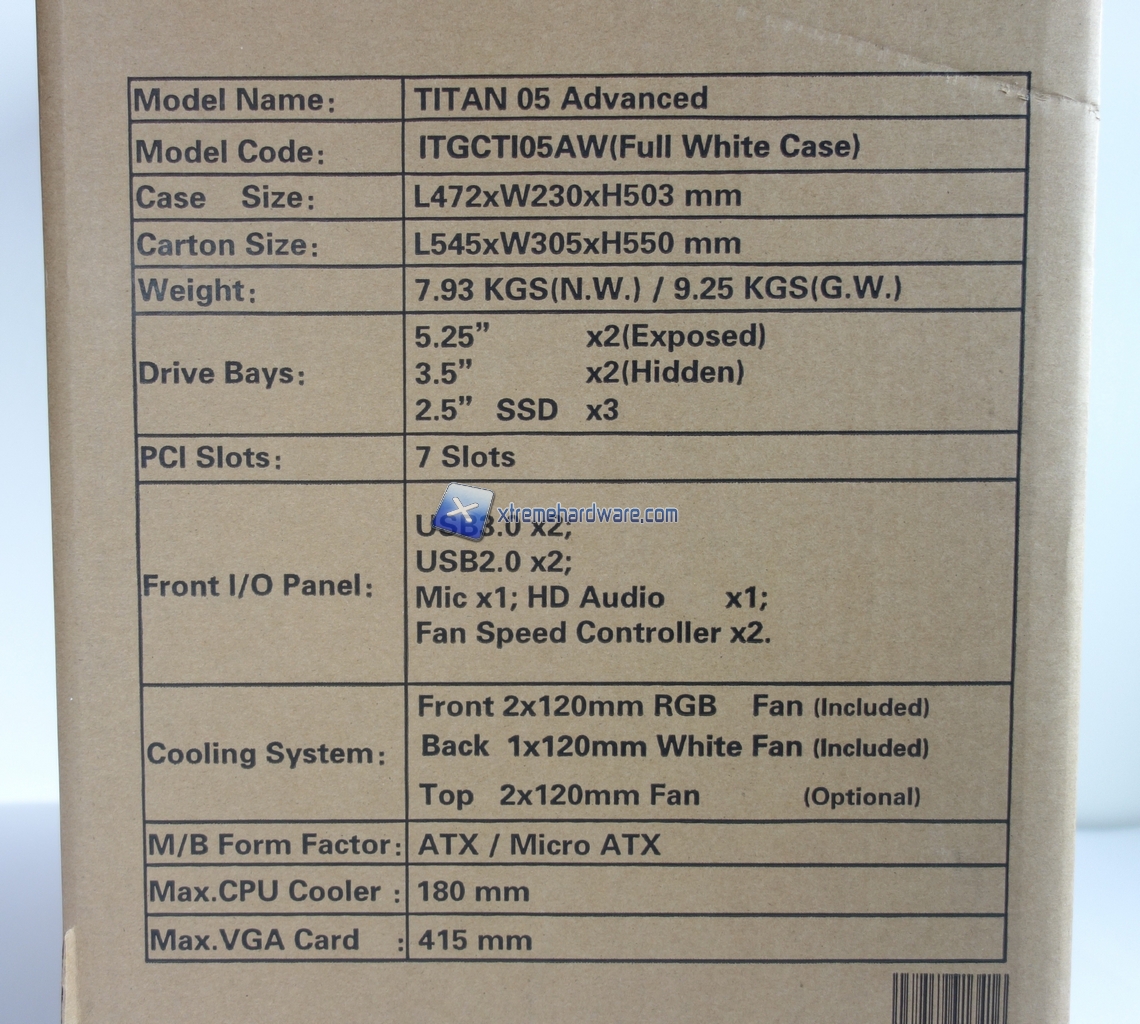 Model Name: TITAN 05 Advanced
Model Code: ITGCTI05AW(Full White Case)
Case Size: L472xW230xH503 mm
Carton Size: L545xW305xH550 mm
Weight: 7.93 KGS(N.W.) / 9.25 KGS(G.W.)
Drive Bays:
5.25” x2(Exposed)
3.5” x2(Hidden)
2.5” SSD x3
PCI Slots: 7 Slots
xtremehardware.com
Front I/O Panel:
USB3.0 x2;
USB2.0 x2;
Mic x1; HD Audio x1;
Fan Speed Controller x2.
Cooling System:
Front 2x120mm RGB Fan (Included)
Back 1x120mm White Fan (Included)
Top 2x120mm Fan (Optional)
M/B Form Factor: ATX / Micro ATX
Max.CPU Cooler : 180 mm
Max.VGA Card : 415 mm